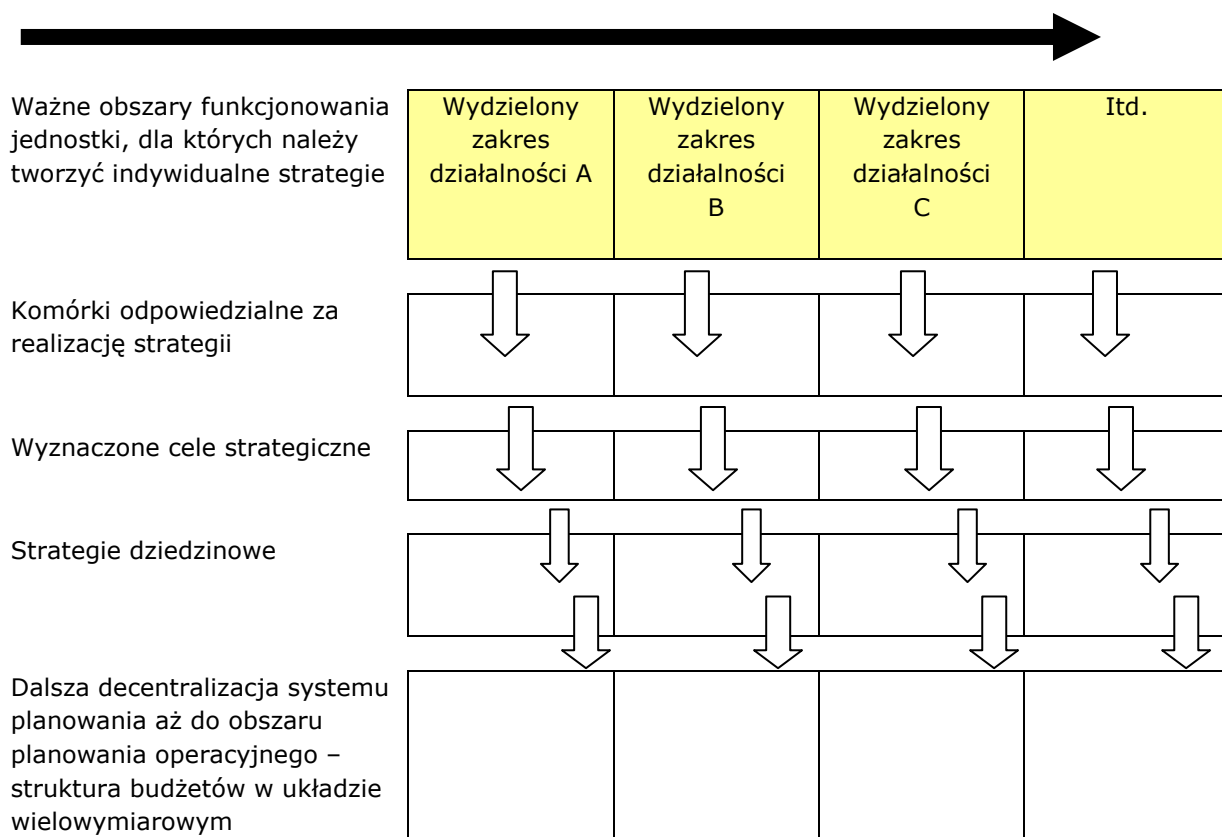 Ważne obszary funkcjonowania
jednostki, dla których należy
tworzyć indywidualne strategie
Wydzielony
zakres
działalności A
Wydzielony
zakres
działalności
B
Wydzielony
zakres
działalności
C
Itd.
Komórki odpowiedzialne za
realizację strategii
Wyznaczone cele strategiczne
Strategie dziedzinowe
Dalsza decentralizacja systemu
planowania aż do obszaru
planowania operacyjnego –
struktura budżetów w układzie
wielowymiarowym